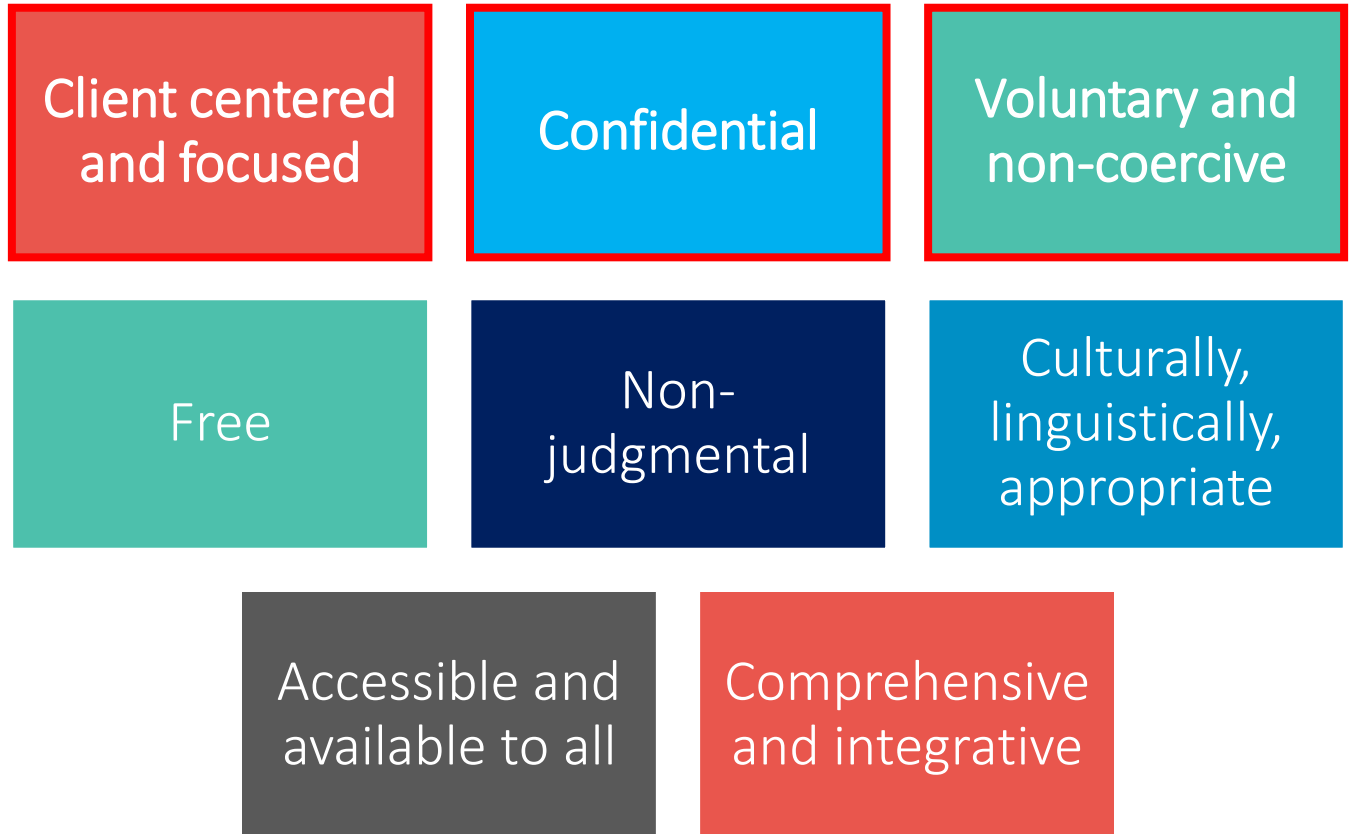 Client centered
and focused
Confidential
Voluntary and
non-coercive
Free
Non-
judgmental
Culturally,
linguistically,
appropriate
Accessible and
available to all
Comprehensive
and integrative